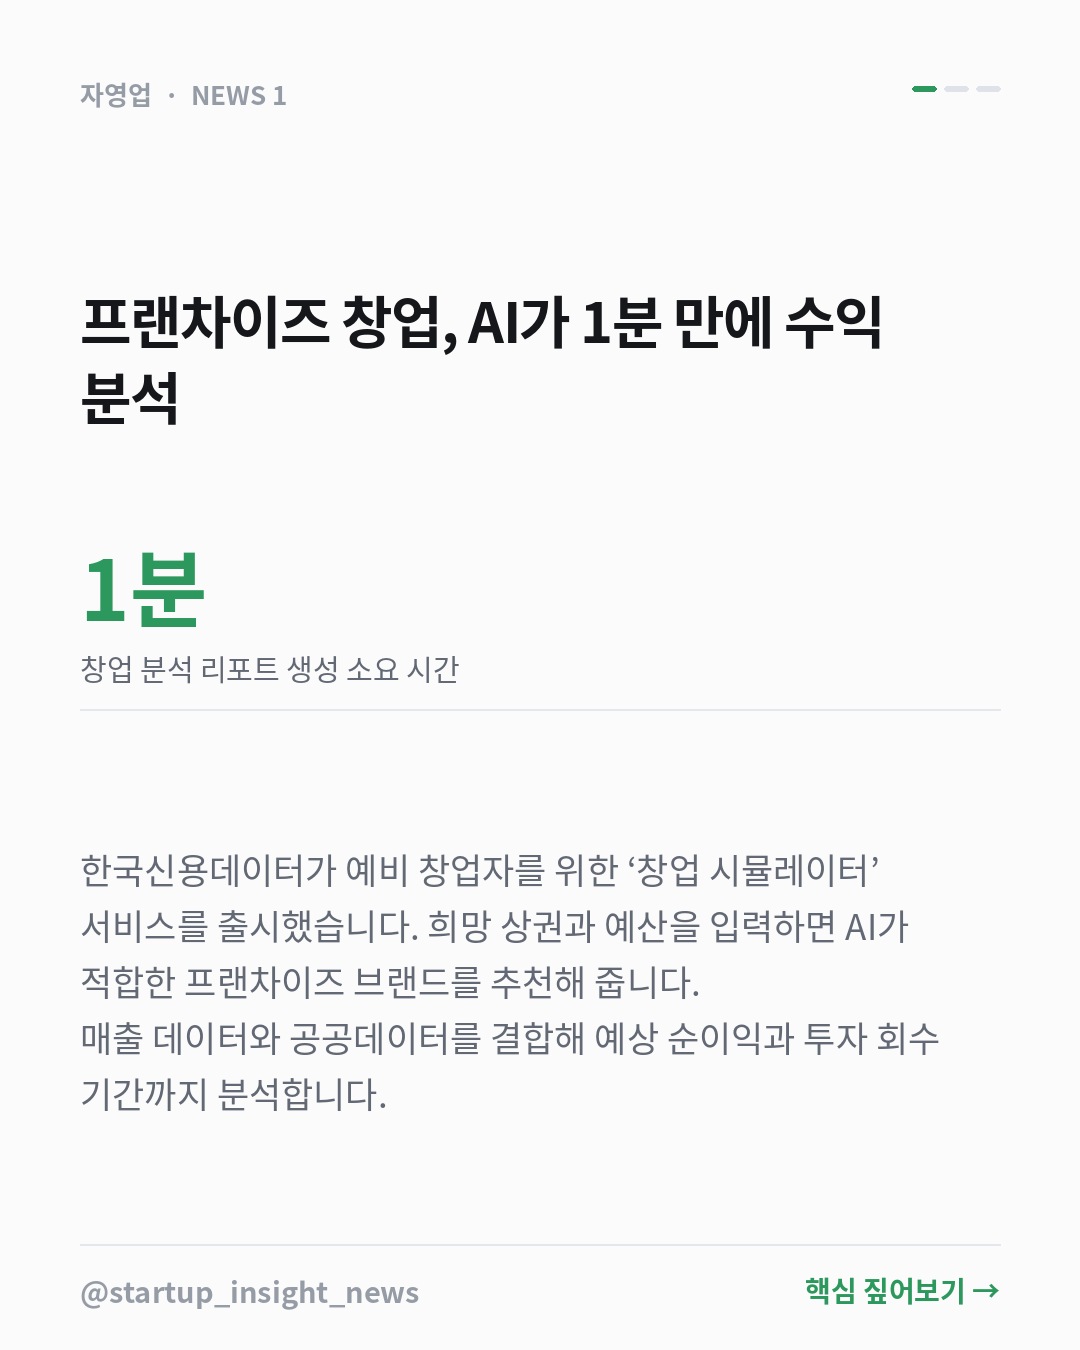 자영업 · NEWS 1
프랜차이즈 창업, AI가 1분 만에 수익
분석
1분
창업 분석 리포트 생성 소요 시간
한국신용데이터가 예비 창업자를 위한 ‘창업 시뮬레이터’
서비스를 출시했습니다. 희망 상권과 예산을 입력하면 AI가
적합한 프랜차이즈 브랜드를 추천해 줍니다.
매출 데이터와 공공데이터를 결합해 예상 순이익과 투자 회수
기간까지 분석합니다.
@startup_insight_news
핵심 짚어보기 →